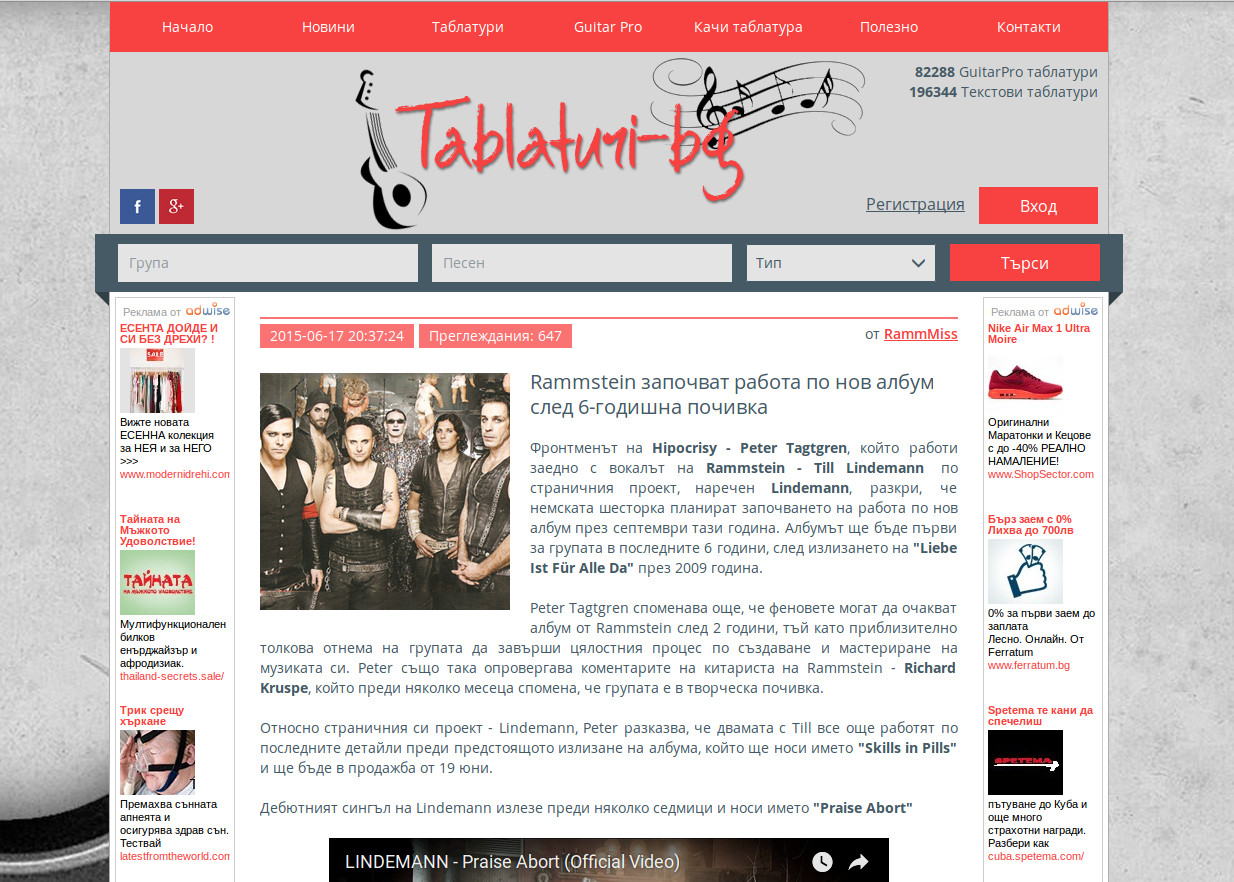 Начало Новини Таблатури Guitar Pro Качи таблатура Полезно Контакти
82288 GuitarPro таблатури
196344 Текстови таблатури
Tablaturi-bg
f g+
Регистрация Вход
Група Песен Тип Търси
Реклама от adwise
ЕСЕНТА ДОЙДЕ И
СИ БЕЗ ДРЕХИ? !
SALE
Вижте новата
ЕСЕННА колекция
за НЕЯ и за НЕГО
>>>
www.modernidrehi.com
Тайната на
Мъжкото
Удоволствие!
ТАЙНАТА
НА МЪЖКОТО УДОВОЛСТВИЕ
Мултифункционален
билков
енърджайзър и
афродизиак.
thailand-secrets.sale/
Трик срещу
хъркане
Премахва сънната
апнеята и
осигурява здрав сън.
Тествай
latestfromtheworld.com
2015-06-17 20:37:24 Преглеждания: 647
от RammMiss
Rammstein започват работа по нов албум
след 6-годишна почивка
Фронтменът на Hipocrisy - Peter Tagtgren, който работи
заедно с вокалът на Rammstein - Till Lindemann по
страничния проект, наречен Lindemann, разкри, че
немската шесторка планират започването на работа по нов
албум през септември тази година. Албумът ще бъде първи
за групата в последните 6 години, след излизането на "Liebe
Ist Für Alle Da" през 2009 година.
Peter Tagtgren споменава още, че феновете могат да очакват
албум от Rammstein след 2 години, тъй като приблизително
толкова отнема на групата да завърши цялостния процес по създаване и мастериране на
музиката си. Peter също така опровергава коментарите на китариста на Rammstein - Richard
Kruspe, който преди няколко месеца спомена, че групата е в творческа почивка.
Относно страничния си проект - Lindemann, Peter разказва, че двамата с Till все още работят по
последните детайли преди предстоящото излизане на албума, който ще носи името "Skills in Pills"
и ще бъде в продажба от 19 юни.
Дебютният сингъл на Lindemann излезе преди няколко седмици и носи името "Praise Abort"
LINDEMANN - Praise Abort (Official Video)
Реклама от adwise
Nike Air Max 1 Ultra
Moire
Оригинални
Маратонки и Кецове
с до -40% РЕАЛНО
НАМАЛЕНИЕ!
www.ShopSector.com
Бърз заем с 0%
Лихва до 700лв
0% за първи заем до
заплата
Лесно. Онлайн. От
Ferratum
www.ferratum.bg
Spetema те кани да
спечелиш
SPETEMA
пътуване до Куба и
още много
страхотни награди.
Разбери как
cuba.spetema.com/